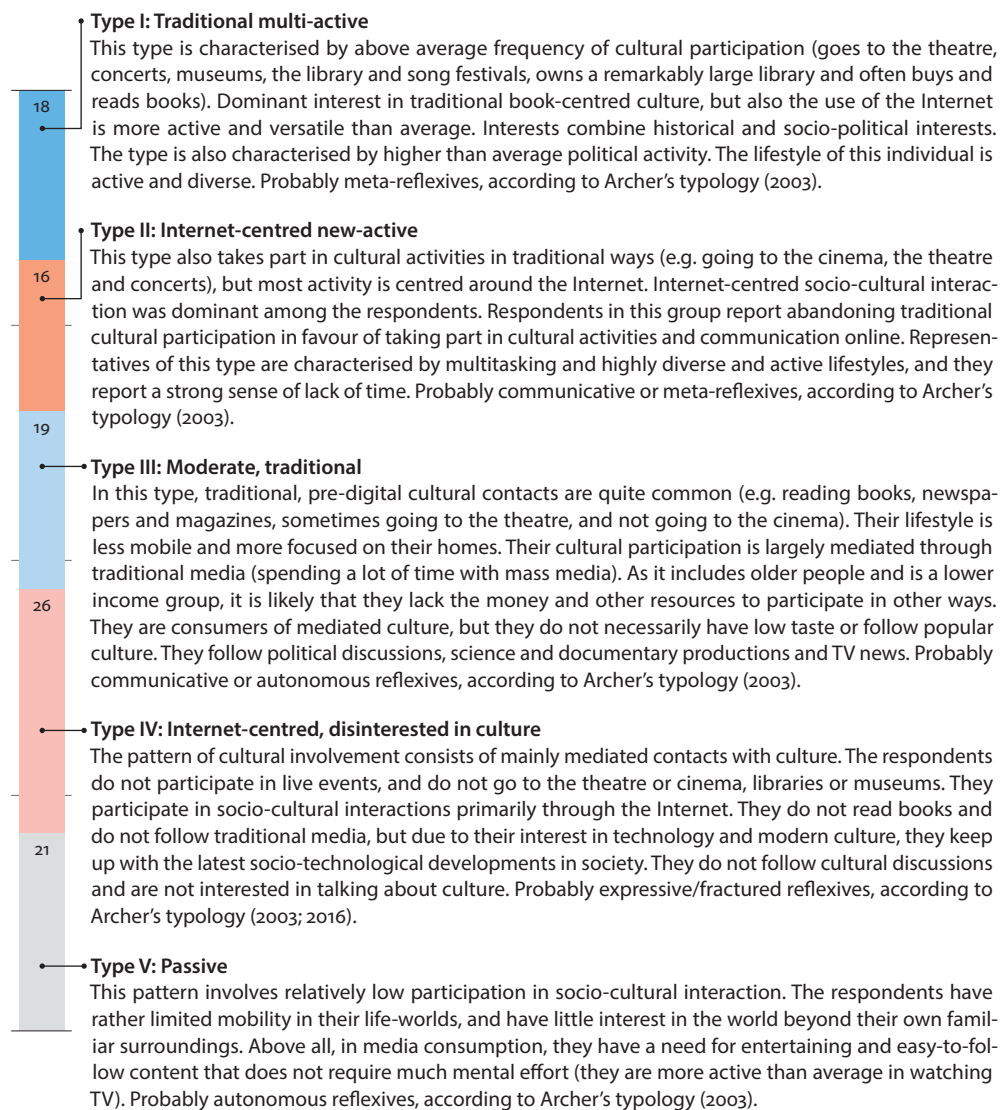 Type I: Traditional multi-active
This type is characterised by above average frequency of cultural participation (goes to the theatre,
concerts, museums, the library and song festivals, owns a remarkably large library and often buys and
reads books). Dominant interest in traditional book-centred culture, but also the use of the Internet
18
is more active and versatile than average. Interests combine historical and socio-political interests.
The type is also characterised by higher than average political activity. The lifestyle of this individual is
active and diverse. Probably meta-reflexives, according to Archer's typology (2003).
Type II: Internet-centred new-active
This type also takes part in cultural activities in traditional ways (e.g. going to the cinema, the theatre
16
and concerts), but most activity is centred around the Internet. Internet-centred socio-cultural interac-
tion was dominant among the respondents. Respondents in this group report abandoning traditional
cultural participation in favour of taking part in cultural activities and communication online. Represen-
tatives of this type are characterised by multitasking and highly diverse and active lifestyles, and they
report a strong sense of lack of time. Probably communicative or meta-reflexives, according to Archer's
typology (2003).
19
Type III: Moderate, traditional
In this type, traditional, pre-digital cultural contacts are quite common (e.g. reading books, newspa-
pers and magazines, sometimes going to the theatre, and not going to the cinema). Their lifestyle is
less mobile and more focused on their homes. Their cultural participation is largely mediated through
traditional media (spending a lot of time with mass media). As it includes older people and is a lower
26
income group, it is likely that they lack the money and other resources to participate in other ways.
They are consumers of mediated culture, but they do not necessarily have low taste or follow popular
culture. They follow political discussions, science and documentary productions and TV news. Probably
communicative or autonomous reflexives, according to Archer's typology (2003).
Type IV: Internet-centred, disinterested in culture
The pattern of cultural involvement consists of mainly mediated contacts with culture. The respondents
do not participate in live events, and do not go to the theatre or cinema, libraries or museums. They
participate in socio-cultural interactions primarily through the Internet. They do not read books and
21
do not follow traditional media, but due to their interest in technology and modern culture, they keep
up with the latest socio-technological developments in society. They do not follow cultural discussions
and are not interested in talking about culture. Probably expressive/fractured reflexives, according to
Archer's typology (2003; 2016).
Type V: Passive
This pattern involves relatively low participation in socio-cultural interaction. The respondents have
rather limited mobility in their life-worlds, and have little interest in the world beyond their own famil-
iar surroundings. Above all, in media consumption, they have a need for entertaining and easy-to-fol-
low content that does not require much mental effort (they are more active than average in watching
TV). Probably autonomous reflexives, according to Archer's typology (2003).